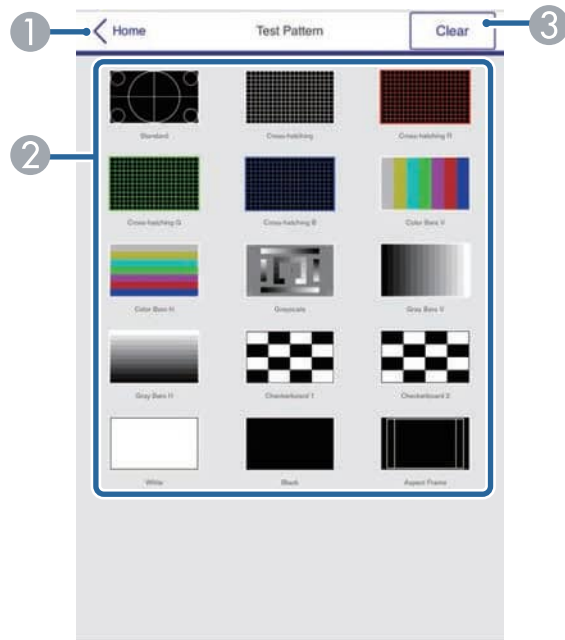 1
Home
Test Pattern
Clear
3
2
Standard
Cross-hatching
Cross-hatching R
Cross-hatching G
Cross-hatching B
Color Bars V
Color Bars H
Grayscale
Gray Bars V
Gray Bars H
Checkerboard 1
Checkerboard 2
White
Black
Aspect Frame